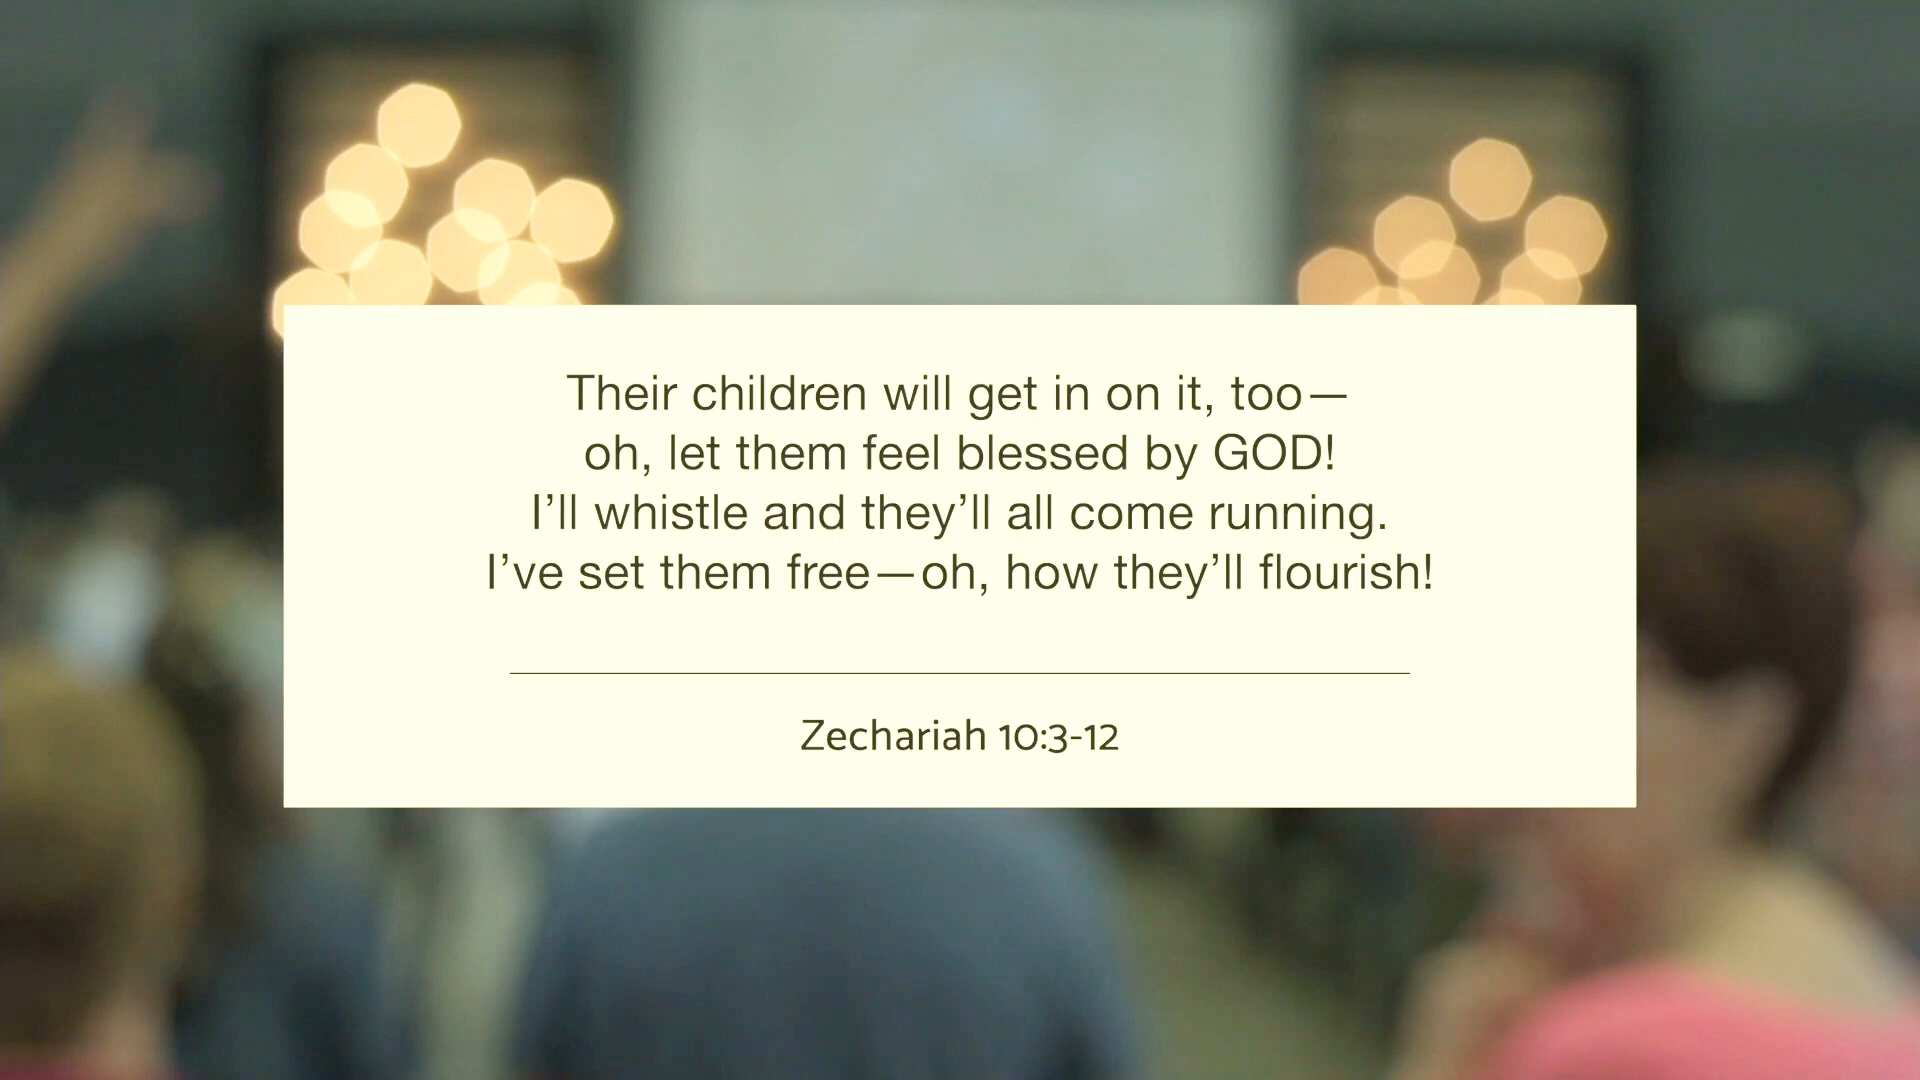 Their children will get in on it, too—
oh, let them feel blessed by GOD!
I’ll whistle and they’ll all come running.
I’ve set them free—oh, how they’ll flourish!
Zechariah 10:3-12